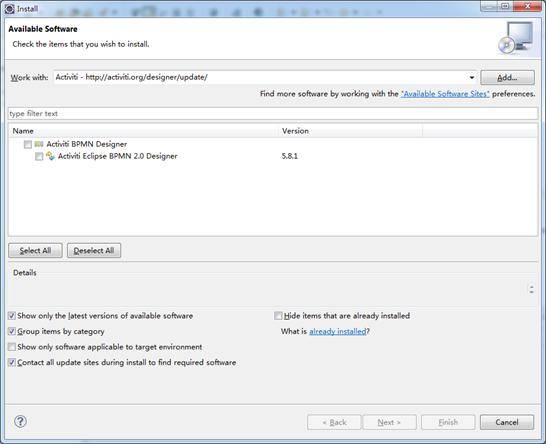 Install
Available Software
Check the items that you wish to install.
Work with: Activiti - http://activiti.org/designer/update/ Add...
Find more software by working with the "Available Software Sites" preferences.
type filter text
Name Version
Activiti BPMN Designer
Activiti Eclipse BPMN 2.0 Designer 5.8.1
Select All Deselect All
Details
Show only the latest versions of available software Hide items that are already installed
Group items by category What is already installed?
Show only software applicable to target environment
Contact all update sites during install to find required software
? < Back Next > Finish Cancel